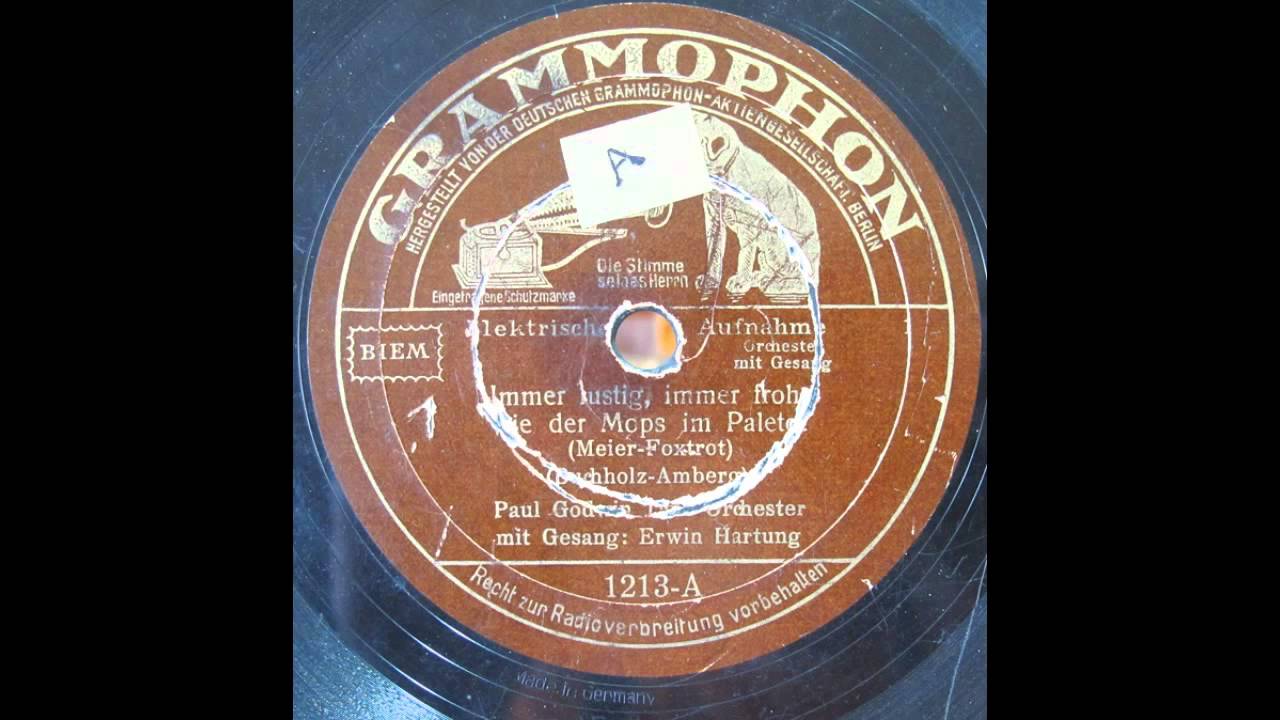 GRAMMOPHON
HERGESTELLT VON DER DEUTSCHEN GRAMMOPHON-AKTIENGESELLSCHAFT. BERLIN
A
Die Stimme
seines Herrn
Eingetragene Schutzmarke
Aufnahme
BIEM
Orchester
mit Gesang
Immer lustig, immer froh
der Mops im
(Meier-Foxtrot)
Paul Godwin Orchester
mit Gesang: Erwin Hartung
1213-A
Recht zur Radioverbreitung vorbehalten
Made in Germany